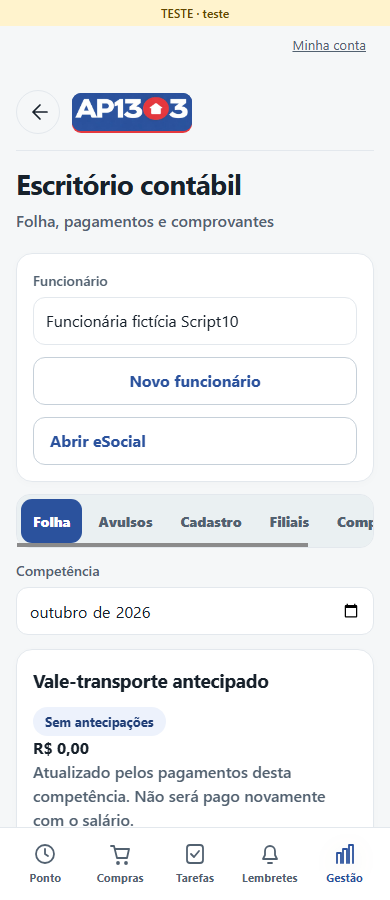 TESTE · teste
Minha conta
AP1303
Escritório contábil
Folha, pagamentos e comprovantes
Funcionário
Funcionária fictícia Script10
Novo funcionário
Abrir eSocial
Folha Avulsos Cadastro Filiais
Competência
outubro de 2026
Vale-transporte antecipado
Sem antecipações
R$ 0,00
Atualizado pelos pagamentos desta
competência. Não será pago novamente
com o salário.
Ponto Compras Tarefas Lembretes Gestão